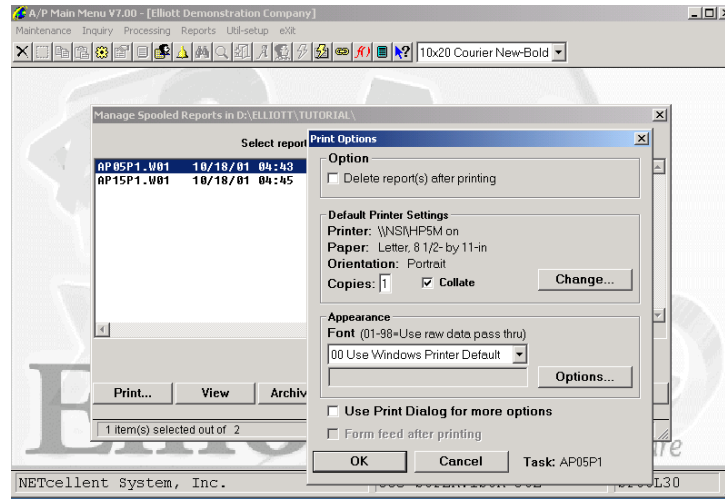 A/P Main Menu V7.00 - [Elliott Demonstration Company]
Maintenance Inquiry Processing Reports Util-setup eXit
10x20 Courier New-Bold
Manage Spooled Reports in D:\ELLIOTT\TUTORIAL\
Select report
AP05P1.W01 10/18/01 04:43
AP15P1.W01 10/18/01 04:45
Print... View Archiv
1 item(s) selected out of 2
Print Options
Option
Delete report(s) after printing
Default Printer Settings
Printer: \\NSI\HP5M on
Paper: Letter, 8 1/2- by 11-in
Orientation: Portrait
Copies: 1 Collate Change...
Appearance
Font (01-98=Use raw data pass thru)
00 Use Windows Printer Default
Options...
Use Print Dialog for more options
Form feed after printing
OK Cancel Task: AP05P1
NETcellent System, Inc.